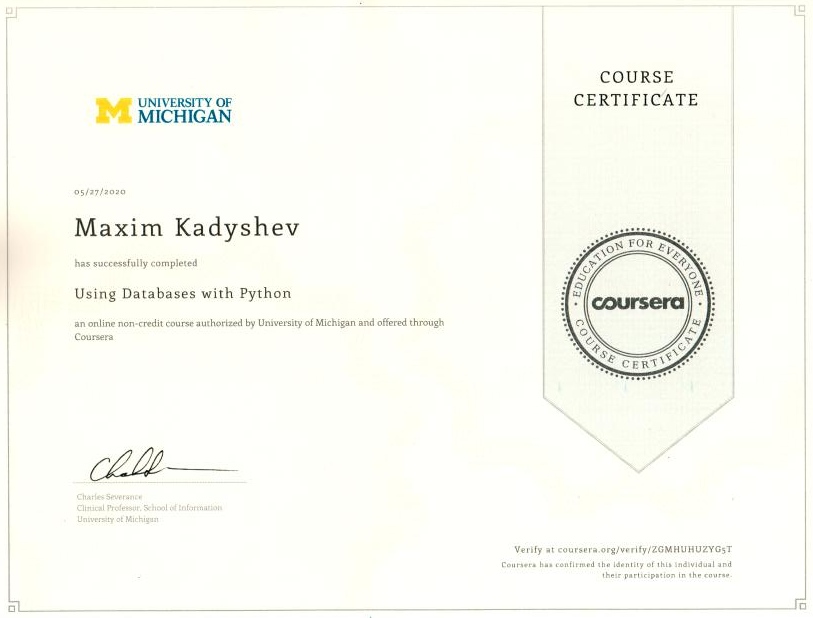 UNIVERSITY OF
MICHIGAN
COURSE
CERTIFICATE
05/27/2020
Maxim Kadyshev
has successfully completed
Using Databases with Python
an online non-credit course authorized by University of Michigan and offered through
Coursera
EDUCATION FOR EVERYONE
coursera
COURSE CERTIFICATE
Charles Severance
Clinical Professor, School of Information
University of Michigan
Verify at coursera.org/verify/ZGMHUHUZYG5T
Coursera has confirmed the identity of this individual and
their participation in the course.